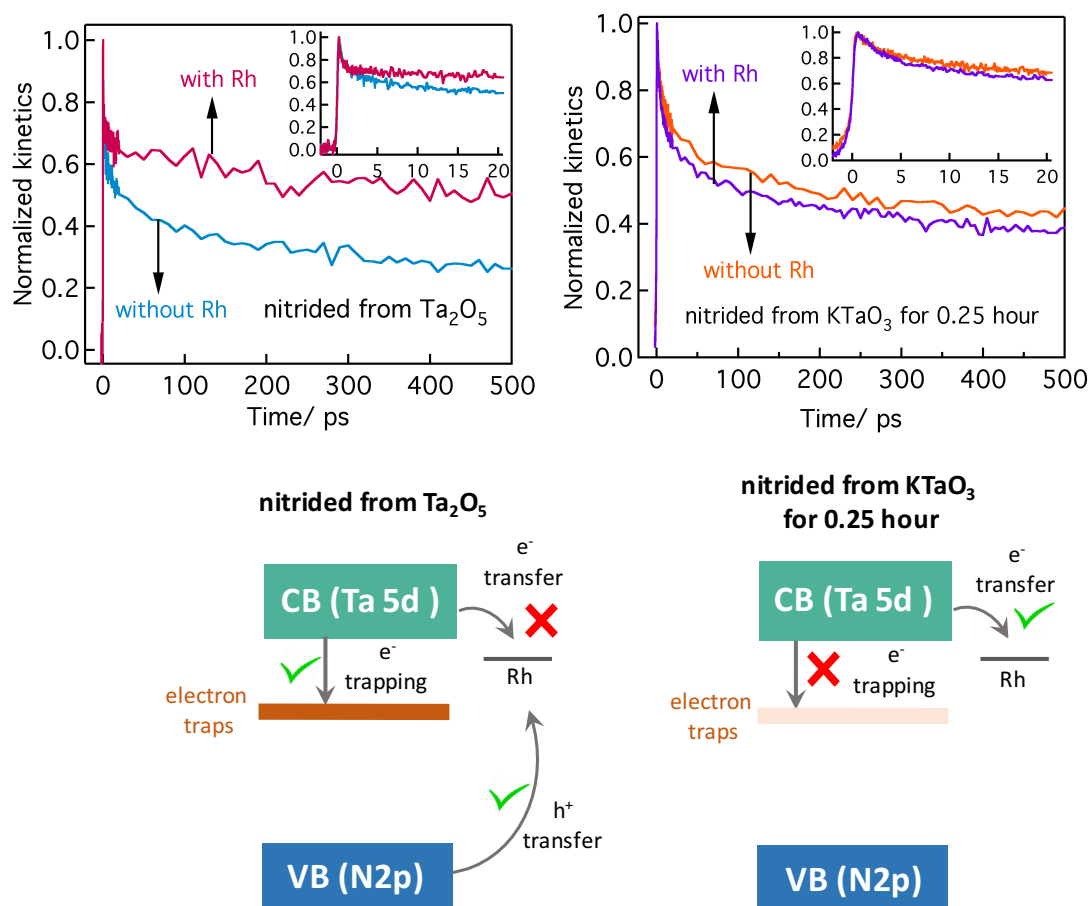 Normalized kinetics
1.0
0.8
0.6
0.4
0.2
0.0
with Rh
without Rh
nitrided from Ta₂O₅
1.0
0.8
0.6
0.4
0.2
0.0
0 5 10 15 20
0 100 200 300 400 500
Time/ ps
Normalized kinetics
1.0
0.8
0.6
0.4
0.2
0.0
with Rh
without Rh
nitrided from KTaO₃ for 0.25 hour
1.0
0.8
0.6
0.4
0.2
0.0
0 5 10 15 20
0 100 200 300 400 500
Time/ ps
nitrided from Ta₂O₅
CB (Ta 5d )
e⁻
transfer
e⁻
trapping
Rh
electron
traps
h⁺
transfer
VB (N2p)
nitrided from KTaO₃
for 0.25 hour
CB (Ta 5d )
e⁻
transfer
e⁻
trapping
Rh
electron
traps
VB (N2p)